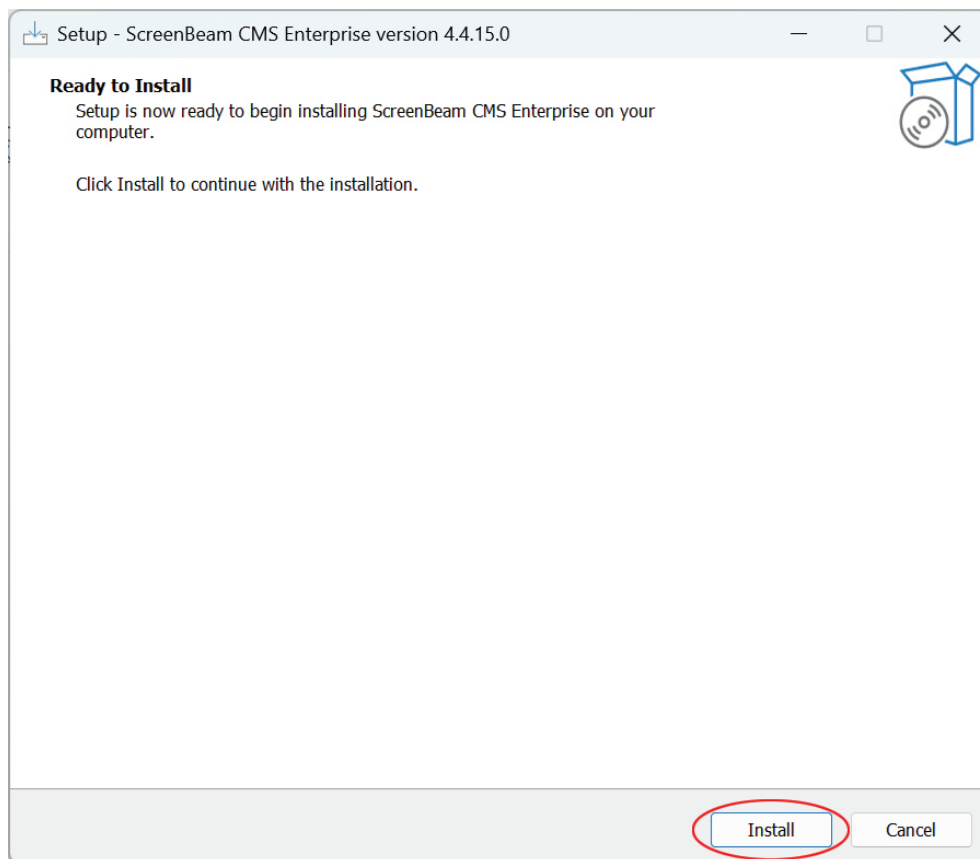 Setup - ScreenBeam CMS Enterprise version 4.4.15.0
Ready to Install
Setup is now ready to begin installing ScreenBeam CMS Enterprise on your
computer.
Click Install to continue with the installation.
Install
Cancel